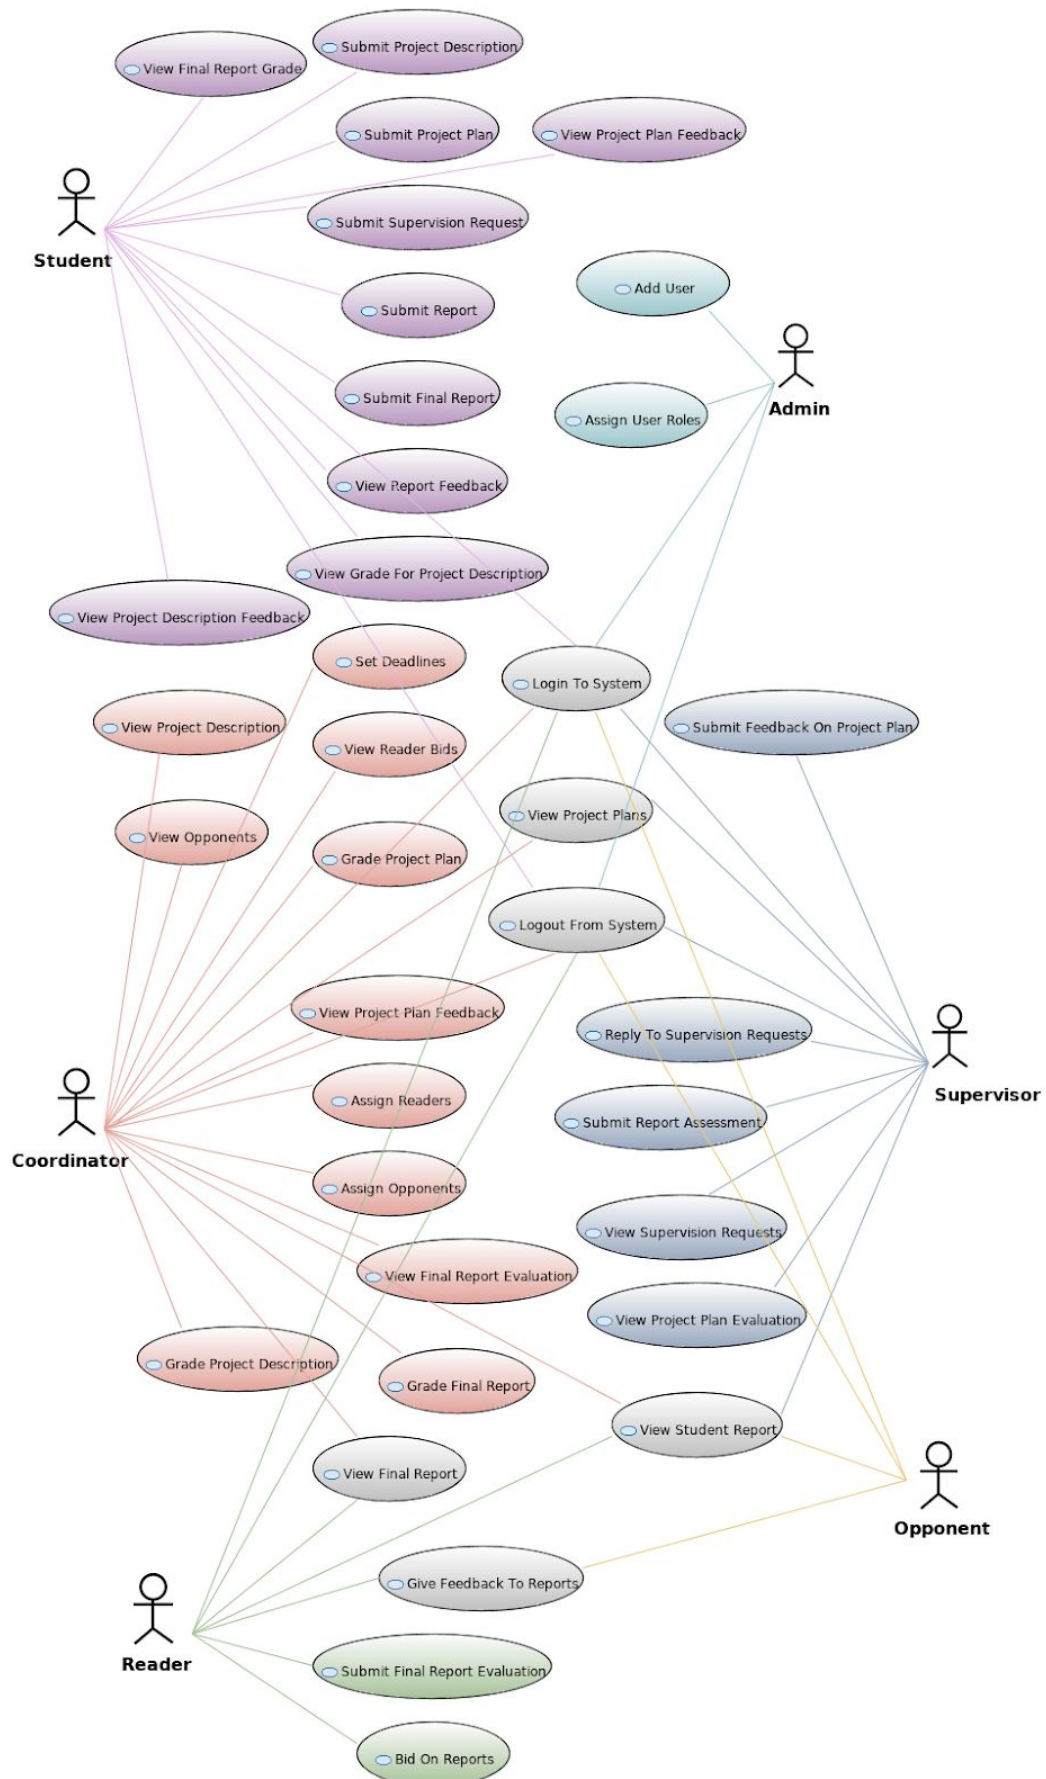 Submit Project Description
View Final Report Grade
Submit Project Plan
View Project Plan Feedback
Submit Supervision Request
Student
Add User
Submit Report
Submit Final Report
Admin
Assign User Roles
View Report Feedback
View Grade For Project Description
View Project Description Feedback
Set Deadlines
Login To System
View Project Description
Submit Feedback On Project Plan
View Reader Bids
View Project Plans
View Opponents
Grade Project Plan
Logout From System
View Project Plan Feedback
Reply To Supervision Requests
Supervisor
Assign Readers
Submit Report Assessment
Coordinator
Assign Opponents
View Supervision Requests
View Final Report Evaluation
View Project Plan Evaluation
Grade Project Description
Grade Final Report
View Student Report
View Final Report
Opponent
Give Feedback To Reports
Reader
Submit Final Report Evaluation
Bid On Reports